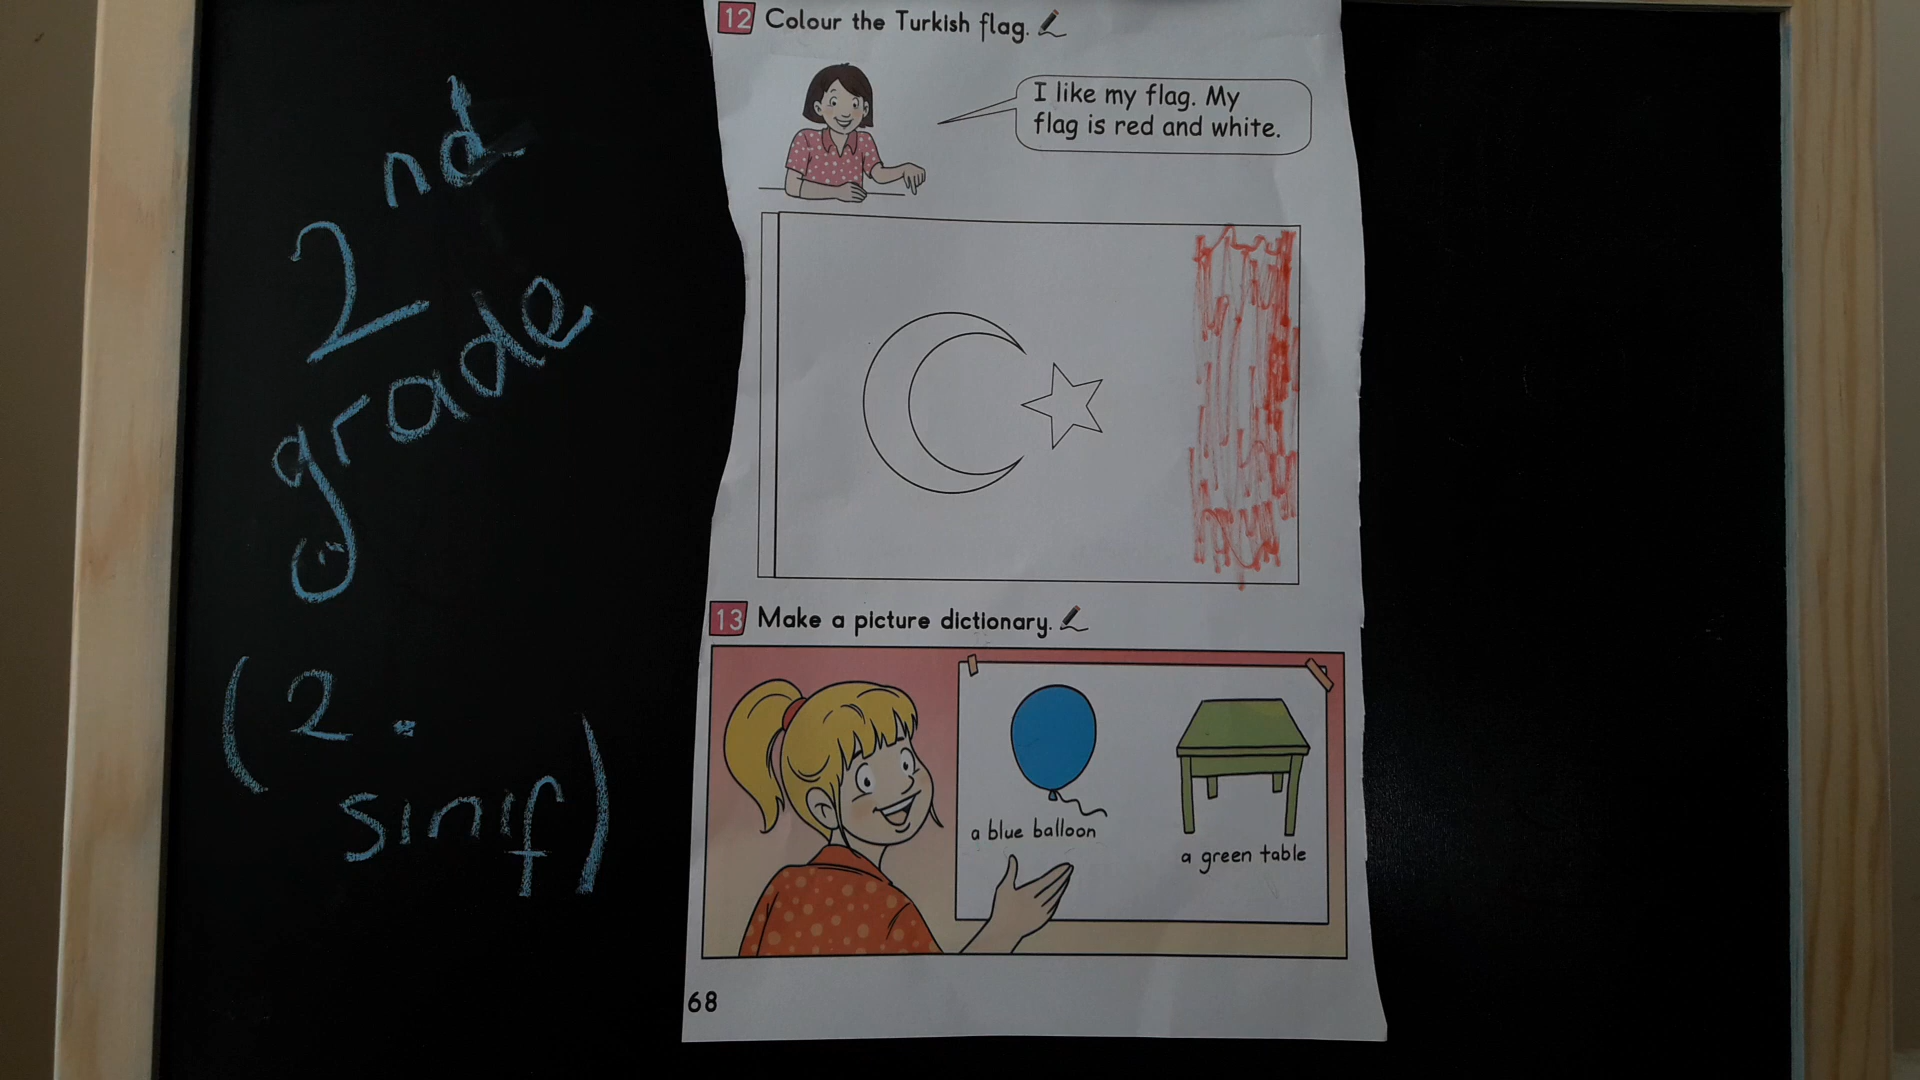 2nd
grade
(2.
sınıf)
12 Colour the Turkish flag.
I like my flag. My
flag is red and white.
13 Make a picture dictionary.
a blue balloon
a green table
68